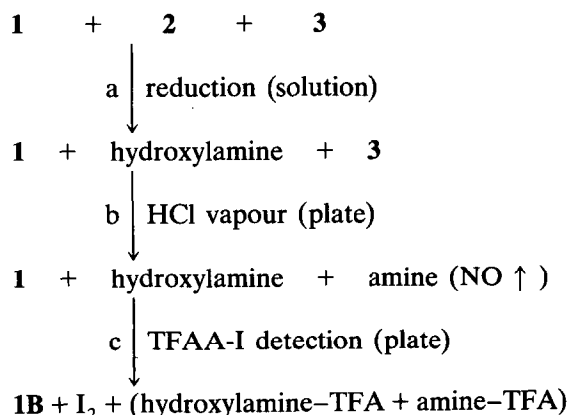 1 + 2 + 3
a reduction (solution)
1 + hydroxylamine + 3
b HCl vapour (plate)
1 + hydroxylamine + amine (NO ↑ )
c TFAA-I detection (plate)
1B + I₂ + (hydroxylamine–TFA + amine–TFA)